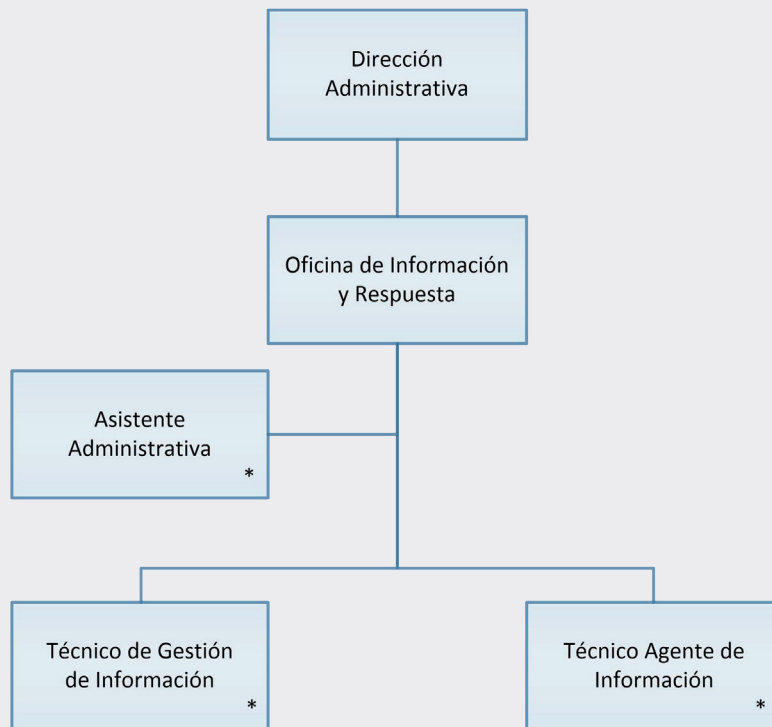 Dirección
Administrativa
Oficina de Información
y Respuesta
Asistente
Administrativa
*
Técnico de Gestión
de Información
*
Técnico Agente de
Información
*